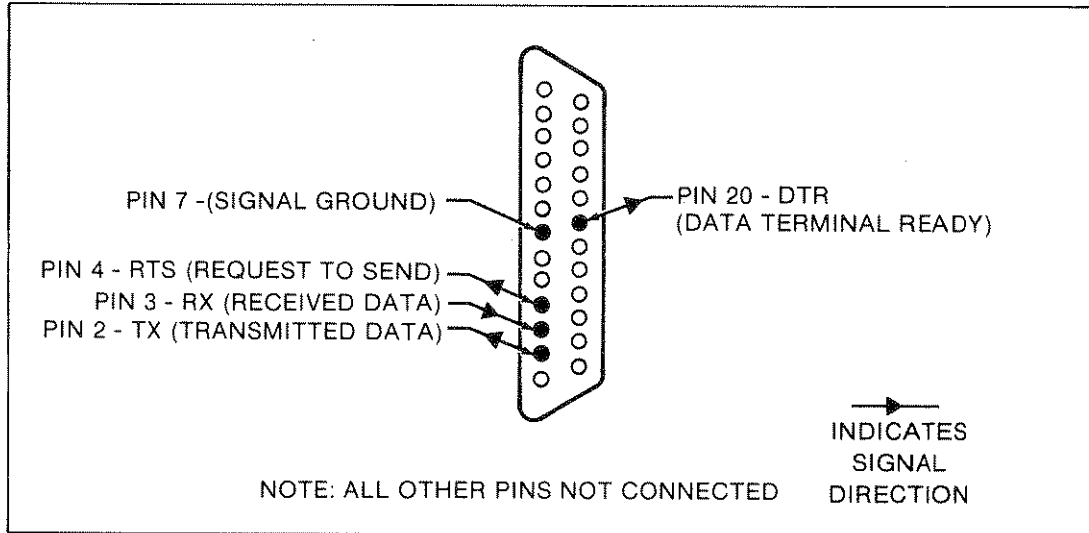 PIN 7 -(SIGNAL GROUND)
PIN 20 - DTR
(DATA TERMINAL READY)
PIN 4 - RTS (REQUEST TO SEND)
PIN 3 - RX (RECEIVED DATA)
PIN 2 - TX (TRANSMITTED DATA)
INDICATES
SIGNAL
DIRECTION
NOTE: ALL OTHER PINS NOT CONNECTED